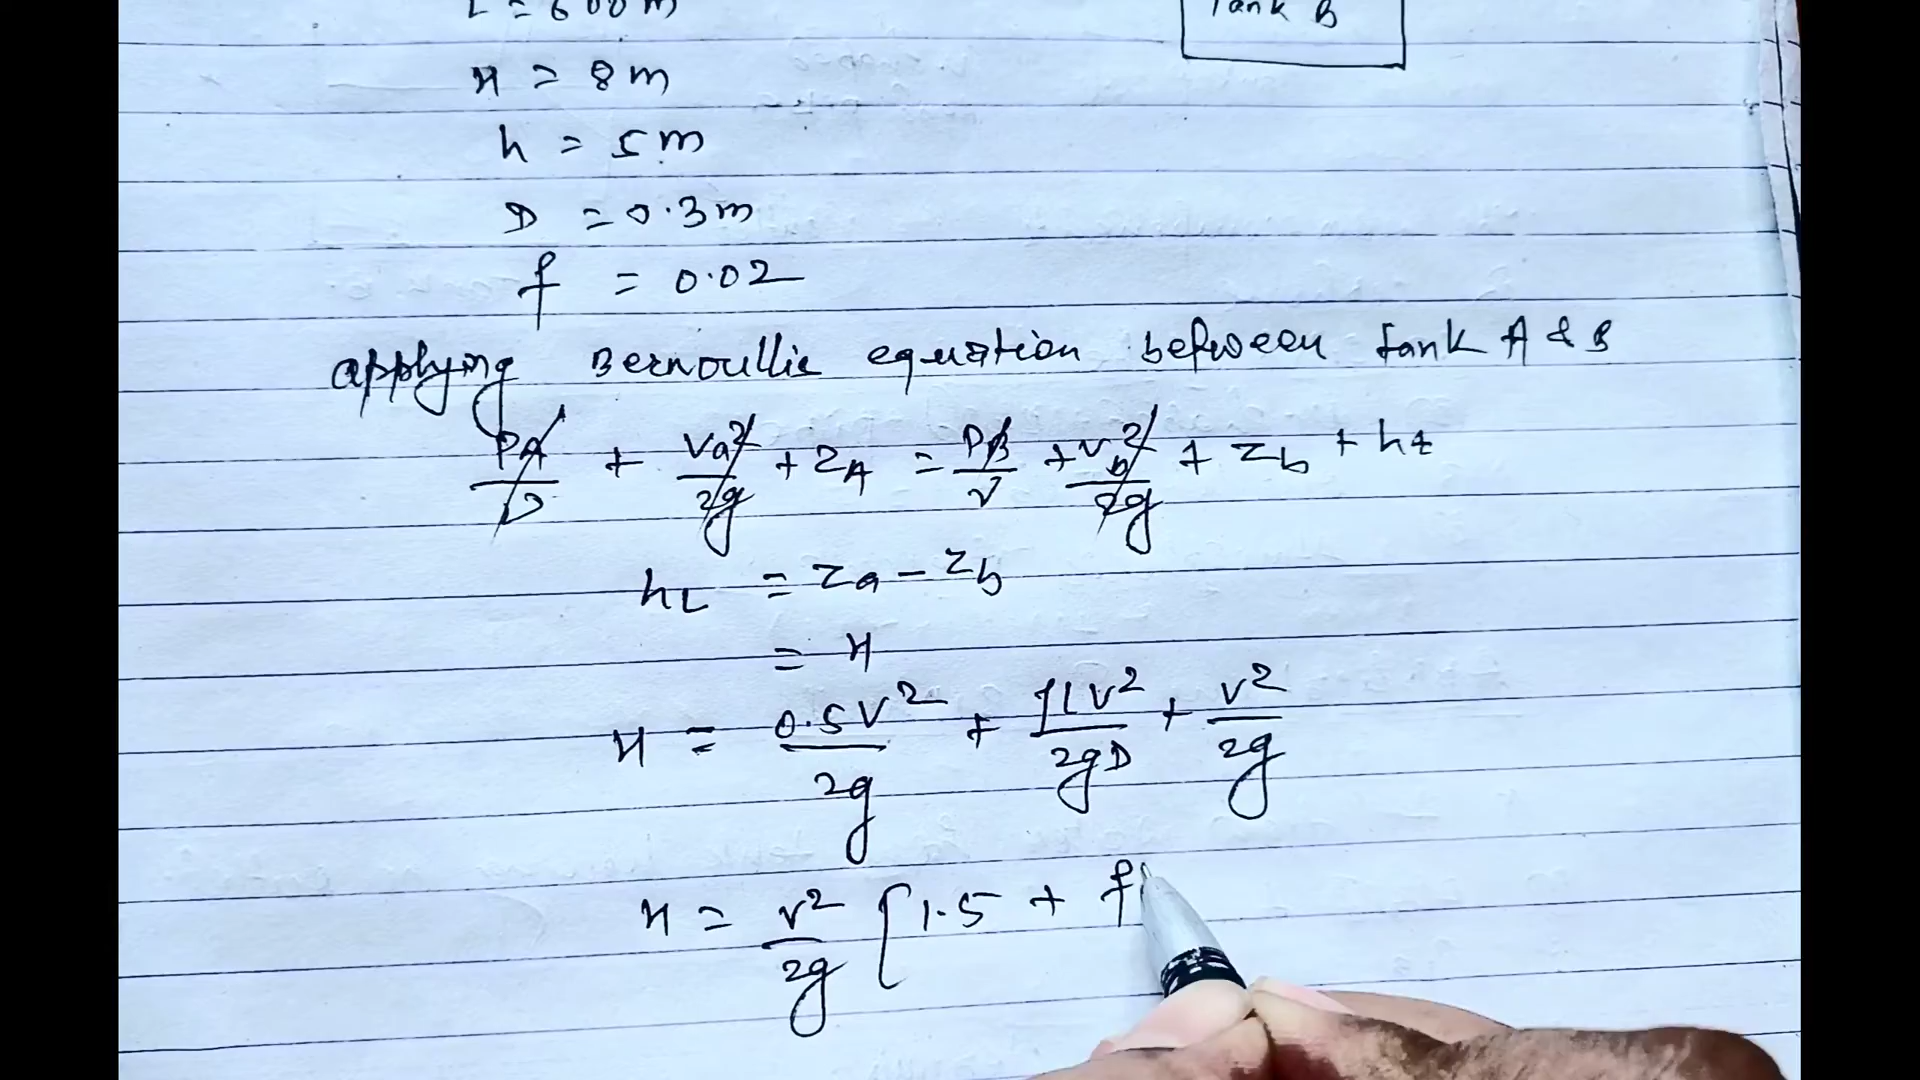 L = 600 m
Tank B
H = 8m
h = 5m
D = 0.3m
f = 0.02
applying Bernoullie equation between tank A & B
PA/D + Va²/2g + ZA = PB/γ + Vb²/2g + Zb + hL
hL = Za - Zb
= H
H = 0.5V²/2g + flv²/2gD + v²/2g
H = v²/2g [1.5 + f